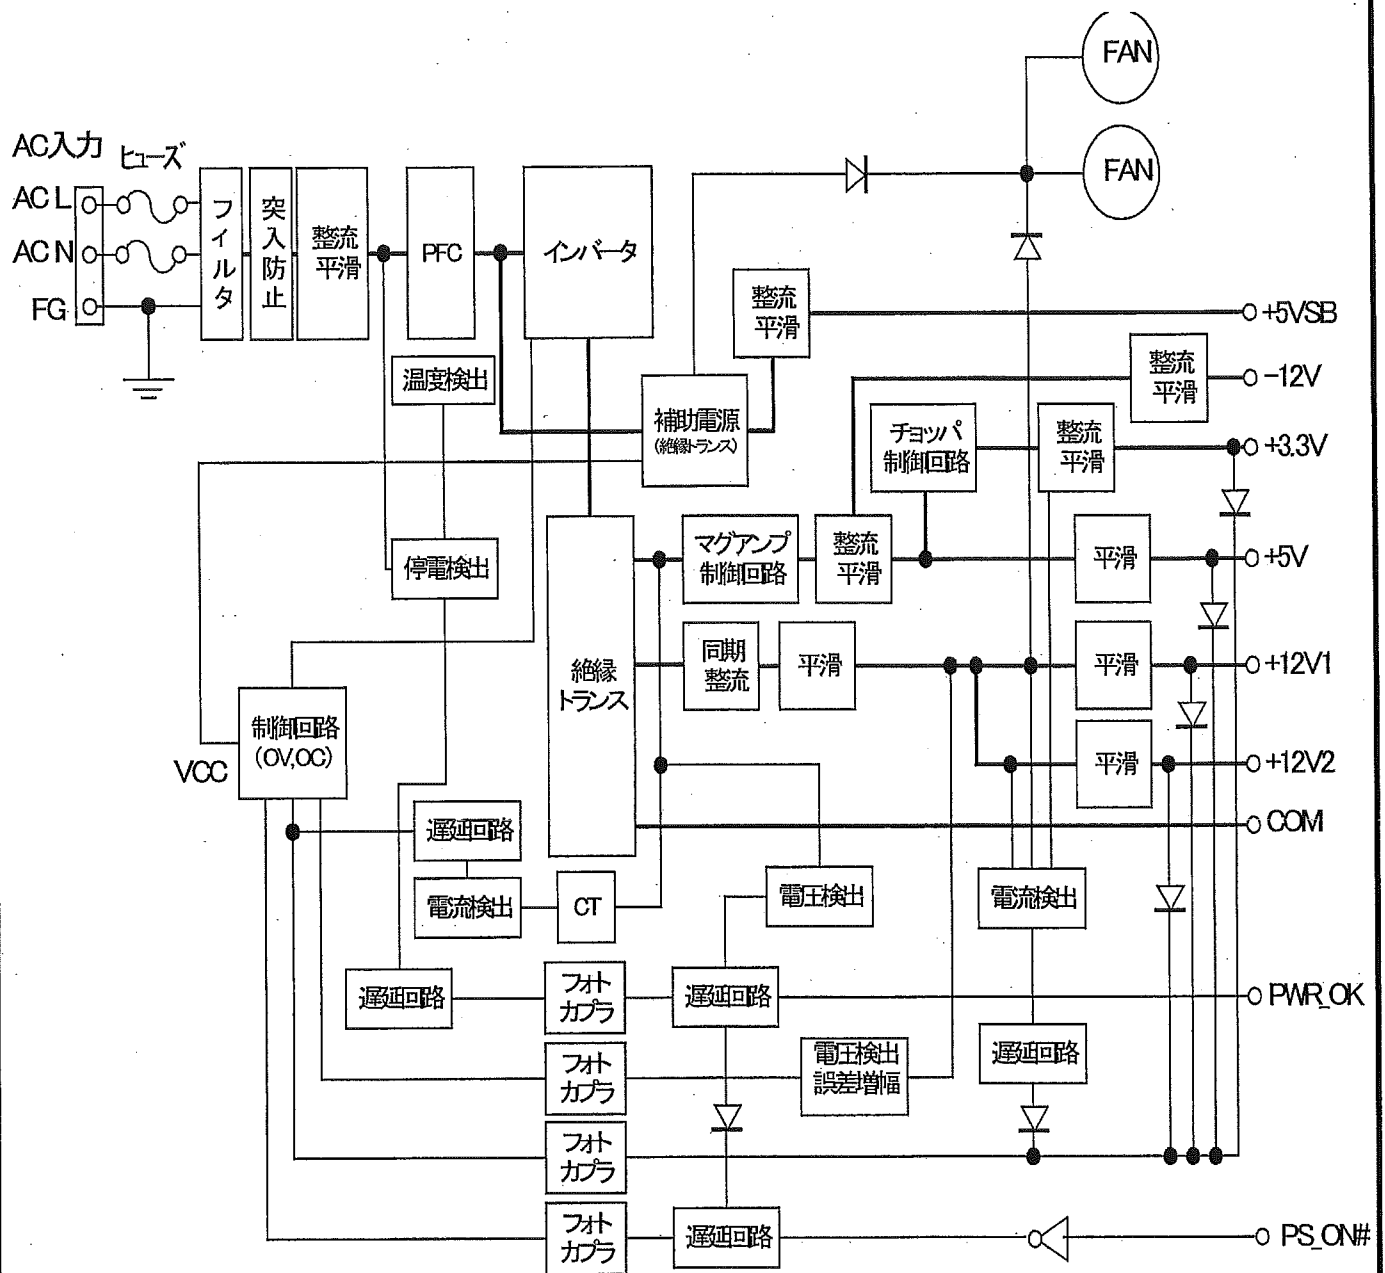 FAN
AC入力
ヒューズ
FAN
AC L
AC N
FG
フィルタ
突入防止
整流
平滑
PFC
インバータ
整流
平滑
+5VSB
整流
平滑
-12V
温度検出
補助電源
(絶縁トランス)
チョッパ
制御回路
整流
平滑
+3.3V
停電検出
マグアンプ
制御回路
整流
平滑
平滑
+5V
絶縁
トランス
同期
整流
平滑
平滑
+12V1
制御回路
(OV,OC)
VCC
平滑
+12V2
遅延回路
COM
電流検出
CT
電圧検出
電流検出
遅延回路
フォト
カプラ
遅延回路
PWR_OK
フォト
カプラ
電圧検出
誤差増幅
遅延回路
フォト
カプラ
フォト
カプラ
遅延回路
PS_ON#